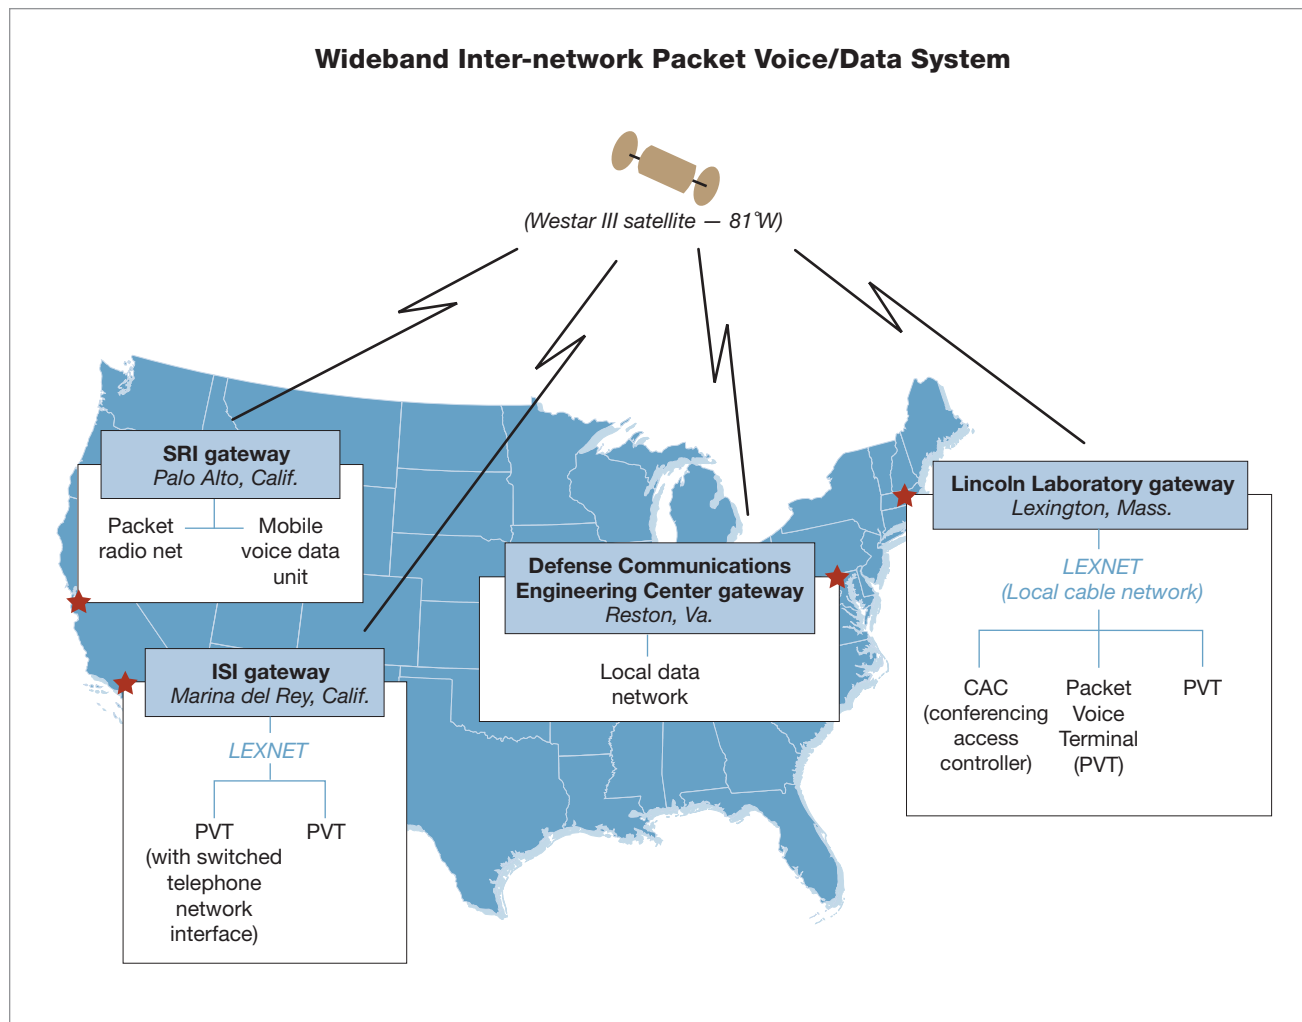 Wideband Inter-network Packet Voice/Data System
(Westar III satellite — 81°W)
SRI gateway
Palo Alto, Calif.
Packet
radio net
Mobile
voice data
unit
ISI gateway
Marina del Rey, Calif.
LEXNET
PVT
(with switched
telephone
network
interface)
PVT
Defense Communications
Engineering Center gateway
Reston, Va.
Local data
network
Lincoln Laboratory gateway
Lexington, Mass.
LEXNET
(Local cable network)
CAC
(conferencing
access
controller)
Packet
Voice
Terminal
(PVT)
PVT